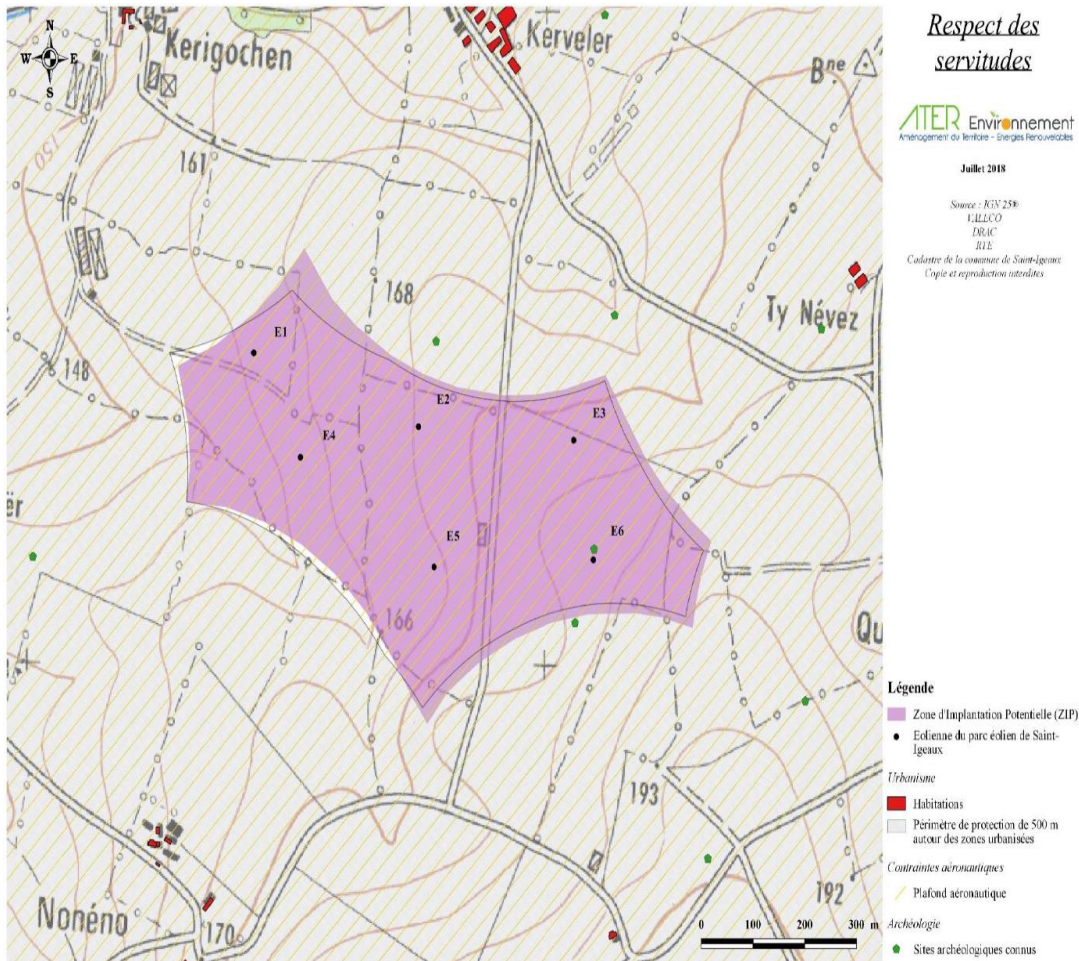 Respect des
servitudes
ATER Environnement
Aménagement du Territoire - Energies Renouvelables
Juillet 2018
Source : IGN 25®
VALECO
DRAC
RTE
Cadastre de la commune de Saint-Igeaux
Copie et reproduction interdites
N
W E
S
Kerigochen
Kerveler
Bne
150
161
168
Ty Névez
148
E1
E2
E3
E4
ër
E5
E6
166
Qu
193
192
Nonéno
170
0 100 200 300 m
Légende
Zone d'Implantation Potentielle (ZIP)
Eolienne du parc éolien de Saint-
Igeaux
Urbanisme
Habitations
Périmètre de protection de 500 m
autour des zones urbanisées
Contraintes aéronautiques
Plafond aéronautique
Archéologie
Sites archéologiques connus